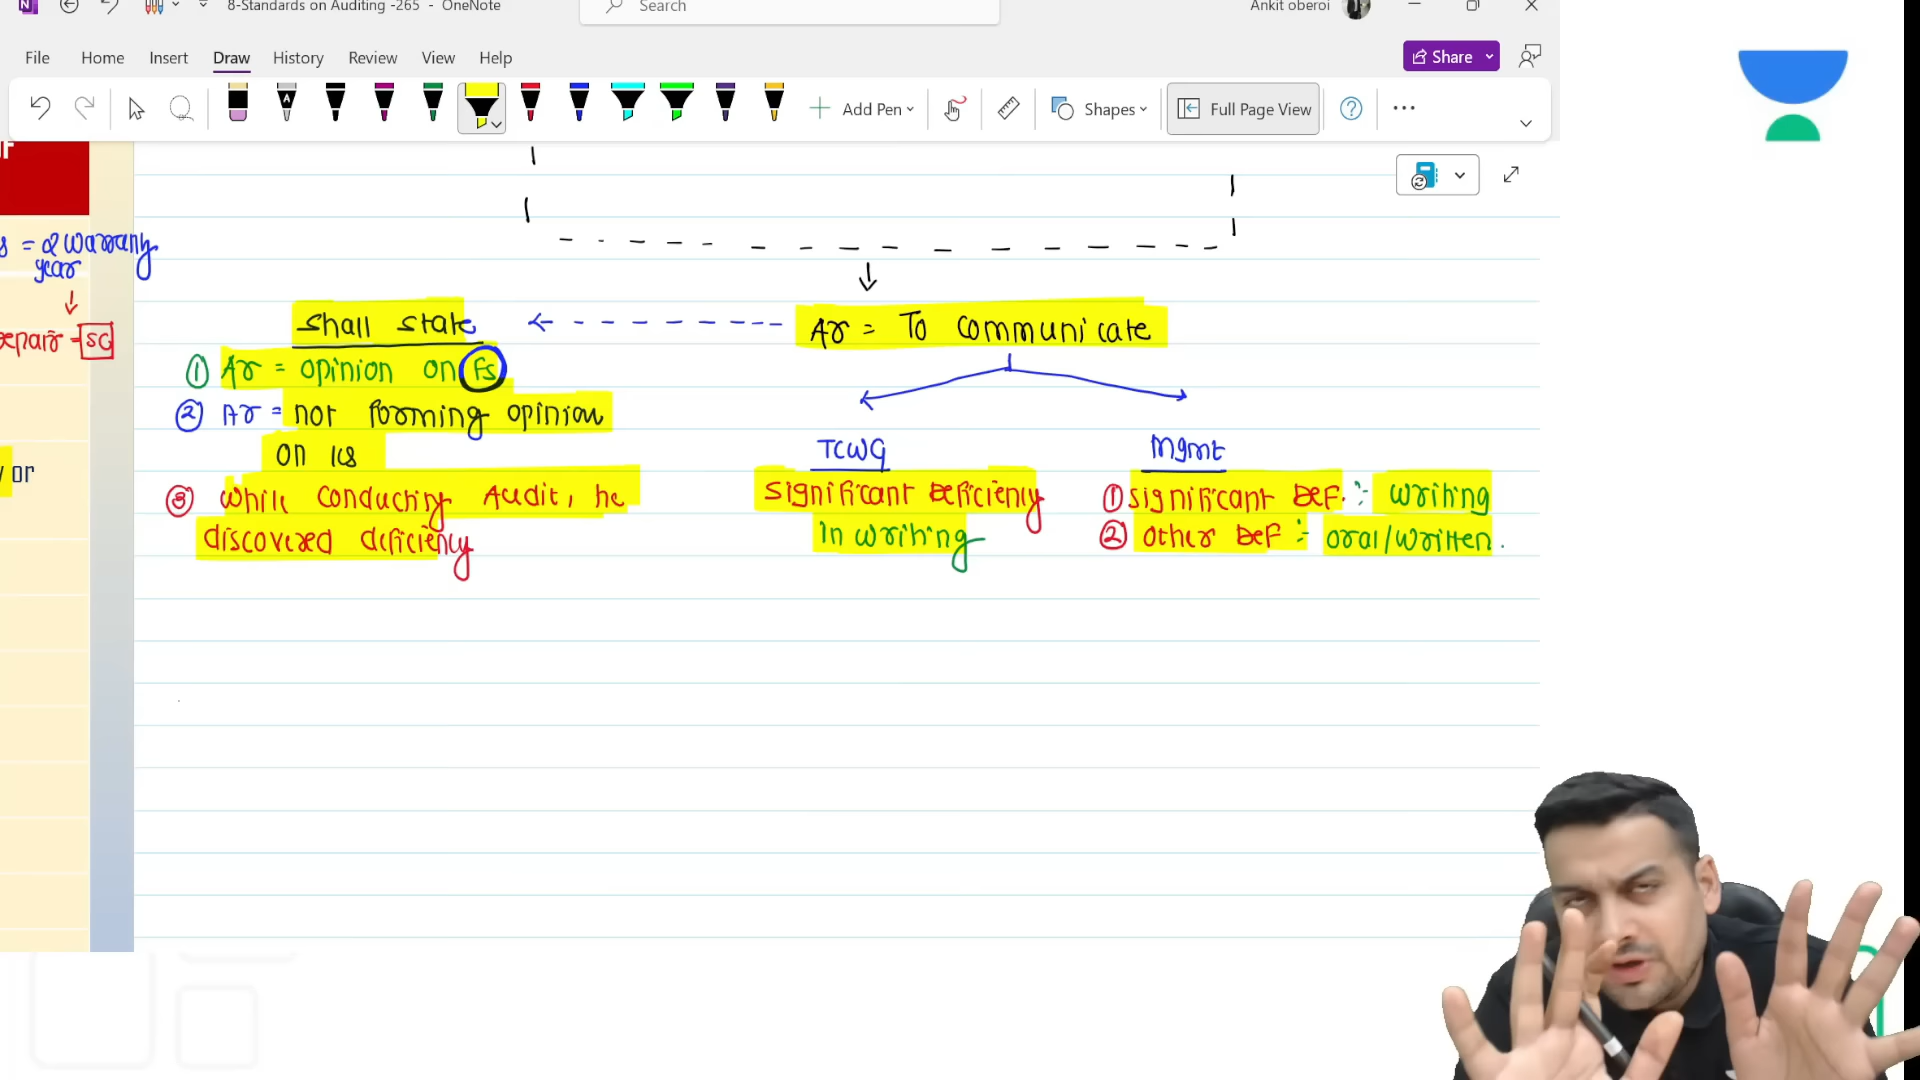 8-Standards on Auditing -265 - OneNote
Search
Ankit oberoi
File Home Insert Draw History Review View Help
Share
Add Pen
Shapes
Full Page View
= 2 warranty
year
repair - SC
or
Shall state
Ar = To communicate
① Ar = opinion on Fs
② Ar = not forming opinion
on ICs
③ While conducting Audit, he
discovered deficiency
TCWG
Significant Deficiency
In writing
Mgmt
① Significant Def. :- writing
② other Def :- oral/written.